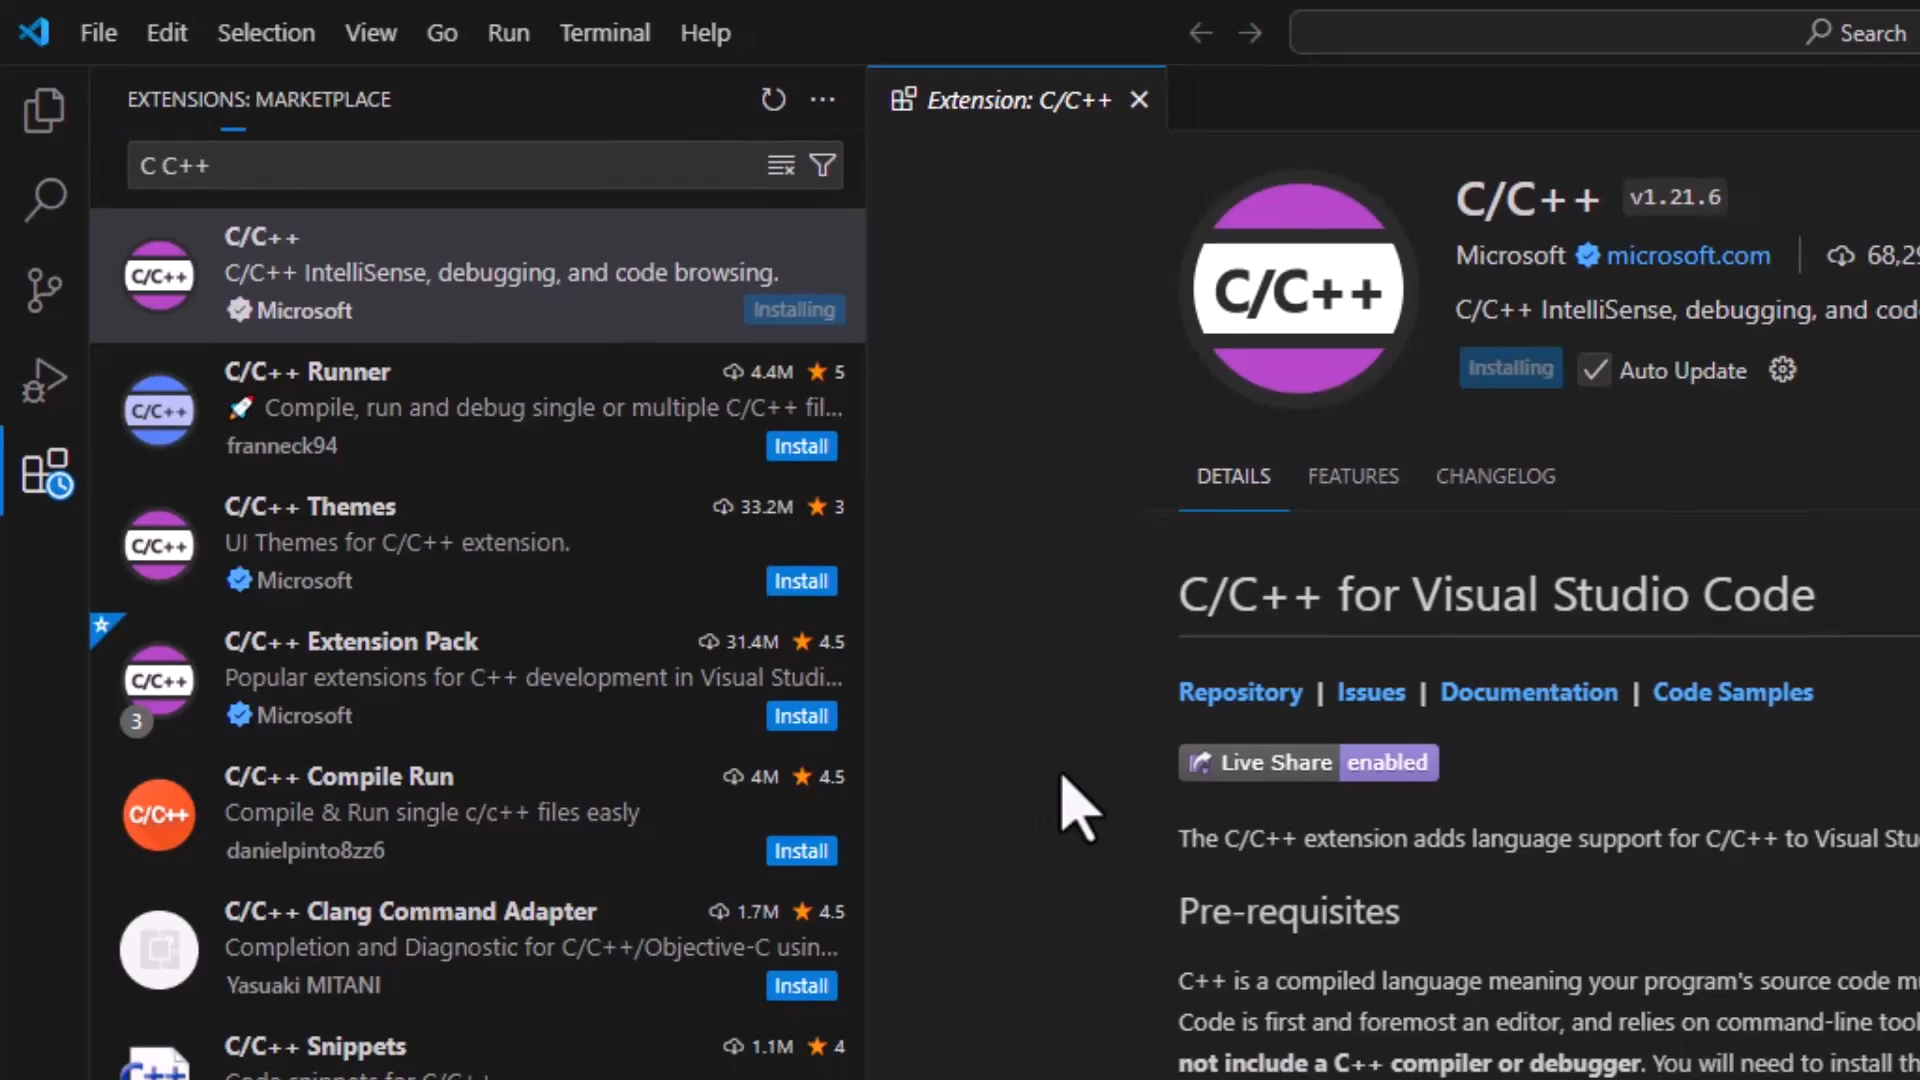 File Edit Selection View Go Run Terminal Help
Search
EXTENSIONS: MARKETPLACE
C C++
C/C++
C/C++
C/C++ IntelliSense, debugging, and code browsing.
Microsoft
Installing
C/C++
C/C++ Runner
4.4M 5
Compile, run and debug single or multiple C/C++ fil...
franneck94
Install
C/C++
C/C++ Themes
33.2M 3
UI Themes for C/C++ extension.
Microsoft
Install
C/C++
3
C/C++ Extension Pack
31.4M 4.5
Popular extensions for C++ development in Visual Studi...
Microsoft
Install
C/C++
C/C++ Compile Run
4M 4.5
Compile & Run single c/c++ files easly
danielpinto8zz6
Install
C/C++ Clang Command Adapter
1.7M 4.5
Completion and Diagnostic for C/C++/Objective-C usin...
Yasuaki MITANI
Install
C++
C/C++ Snippets
1.1M 4
Extension: C/C++
C/C++
C/C++ v1.21.6
Microsoft microsoft.com 68,29
C/C++ IntelliSense, debugging, and cod
Installing Auto Update
DETAILS FEATURES CHANGELOG
C/C++ for Visual Studio Code
Repository | Issues | Documentation | Code Samples
Live Share enabled
The C/C++ extension adds language support for C/C++ to Visual Stu
Pre-requisites
C++ is a compiled language meaning your program's source code mu
Code is first and foremost an editor, and relies on command-line tool
not include a C++ compiler or debugger. You will need to install th